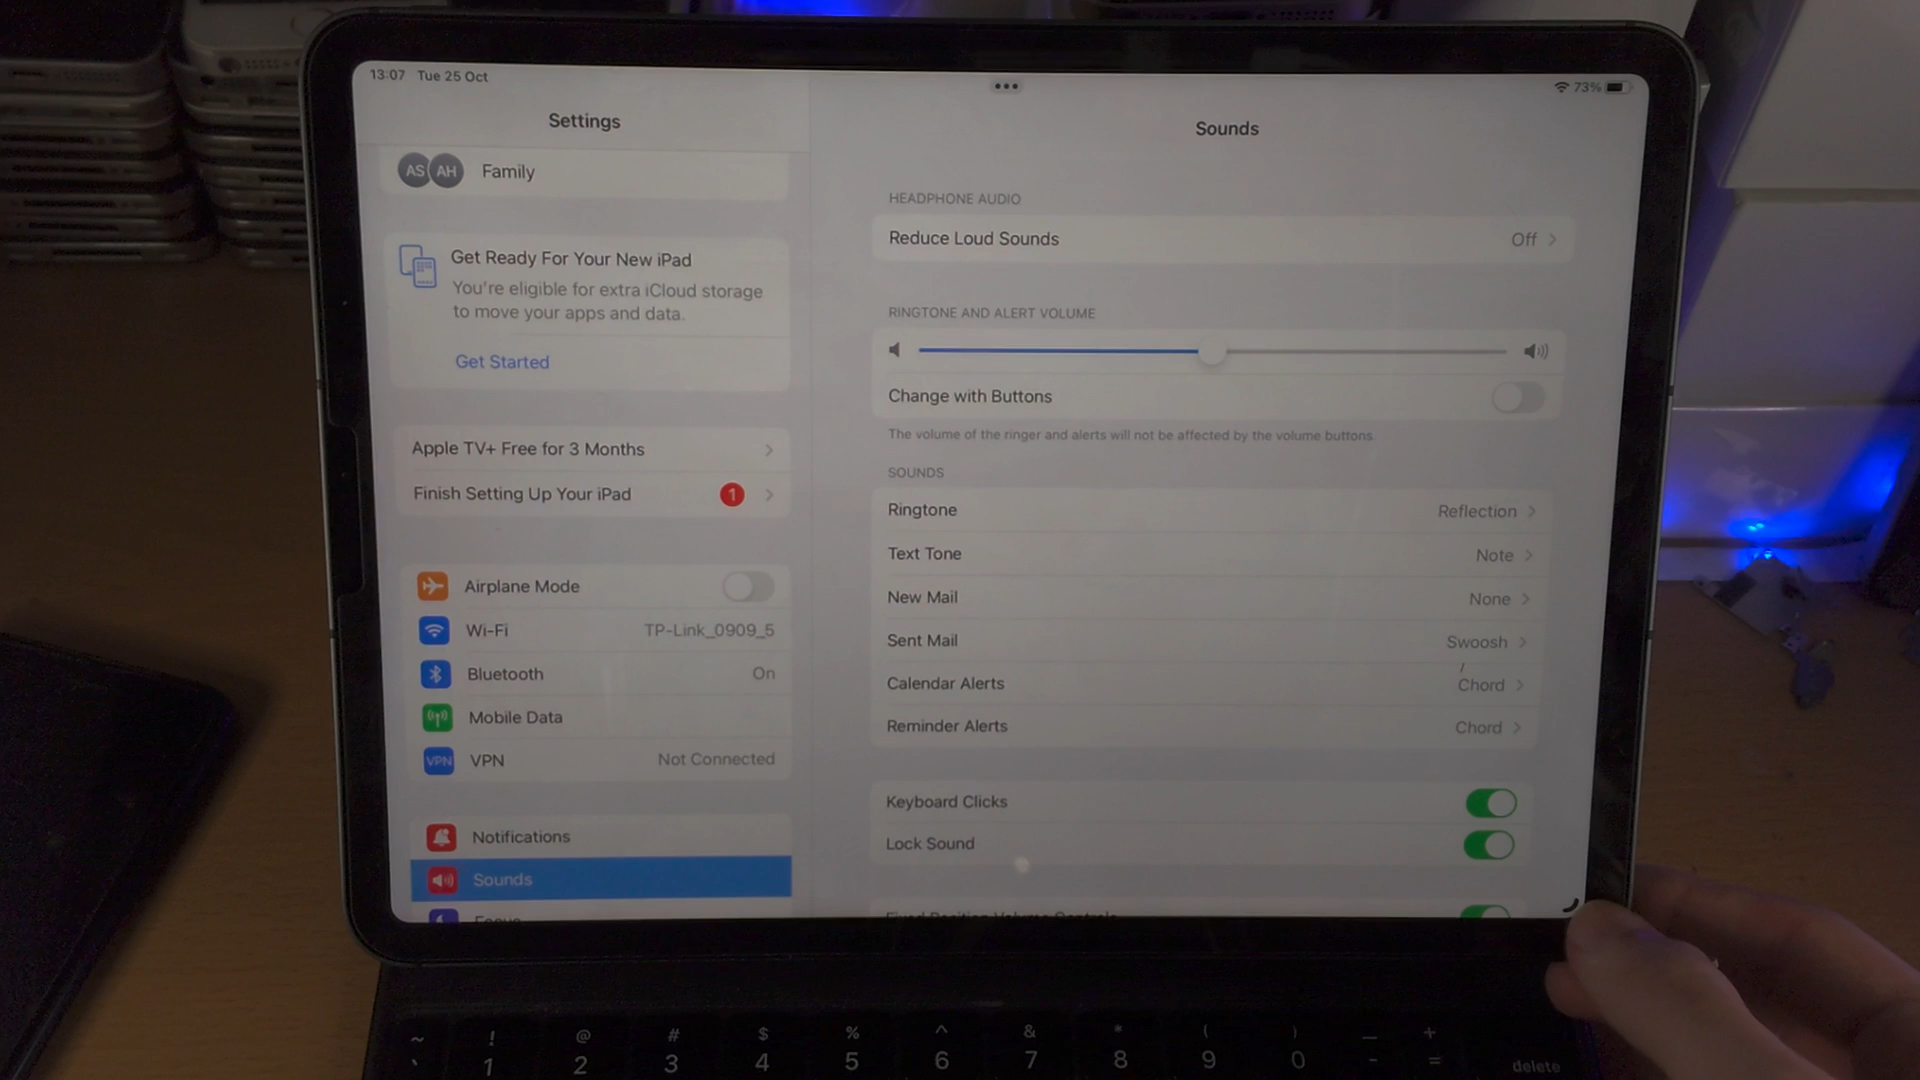 13:07 Tue 25 Oct
73%
Settings
AS AH Family
Get Ready For Your New iPad
You're eligible for extra iCloud storage
to move your apps and data.
Get Started
Apple TV+ Free for 3 Months
Finish Setting Up Your iPad 1
Airplane Mode
Wi-Fi TP-Link_0909_5
Bluetooth On
Mobile Data
VPN VPN Not Connected
Notifications
Sounds
Focus
Sounds
HEADPHONE AUDIO
Reduce Loud Sounds Off
RINGTONE AND ALERT VOLUME
Change with Buttons
The volume of the ringer and alerts will not be affected by the volume buttons.
SOUNDS
Ringtone Reflection
Text Tone Note
New Mail None
Sent Mail Swoosh
Calendar Alerts Chord
Reminder Alerts Chord
Keyboard Clicks
Lock Sound
Fixed Position Volume Controls
~ ! @ # $ % ^ & * ( ) _ +
` 1 2 3 4 5 6 7 8 9 0 - = delete